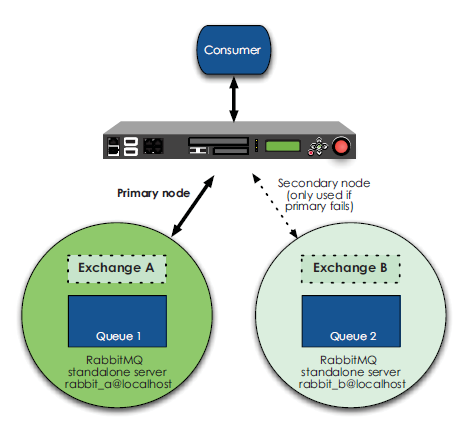 Consumer
Primary node
Secondary node
(only used if
primary fails)
Exchange A
Queue 1
RabbitMQ
standalone server
rabbit_a@localhost
Exchange B
Queue 2
RabbitMQ
standalone server
rabbit_b@localhost